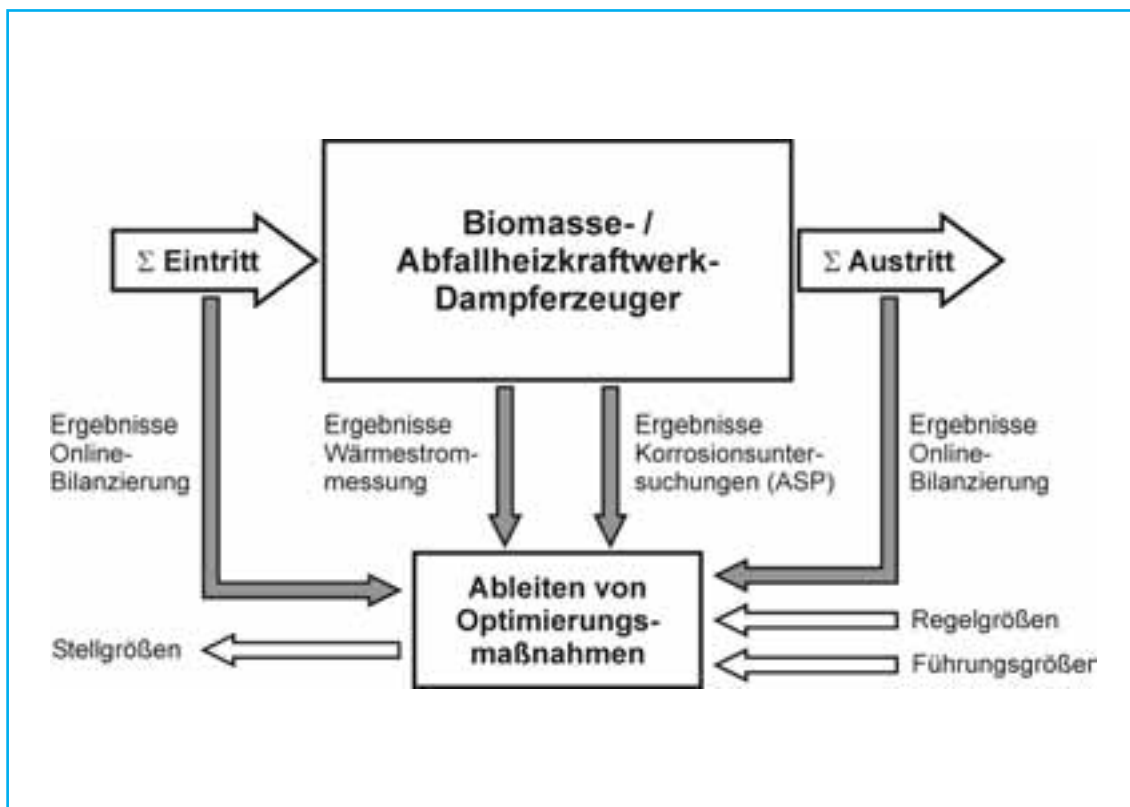 Biomasse- /
Abfallheizkraftwerk-
Dampferzeuger
Σ Eintritt
Σ Austritt
Ergebnisse
Online-
Bilanzierung
Ergebnisse
Wärmestrom-
messung
Ergebnisse
Korrosionsunter-
suchungen (ASP)
Ergebnisse
Online-
Bilanzierung
Ableiten von
Optimierungs-
maßnahmen
Stellgrößen
Regelgrößen
Führungsgrößen